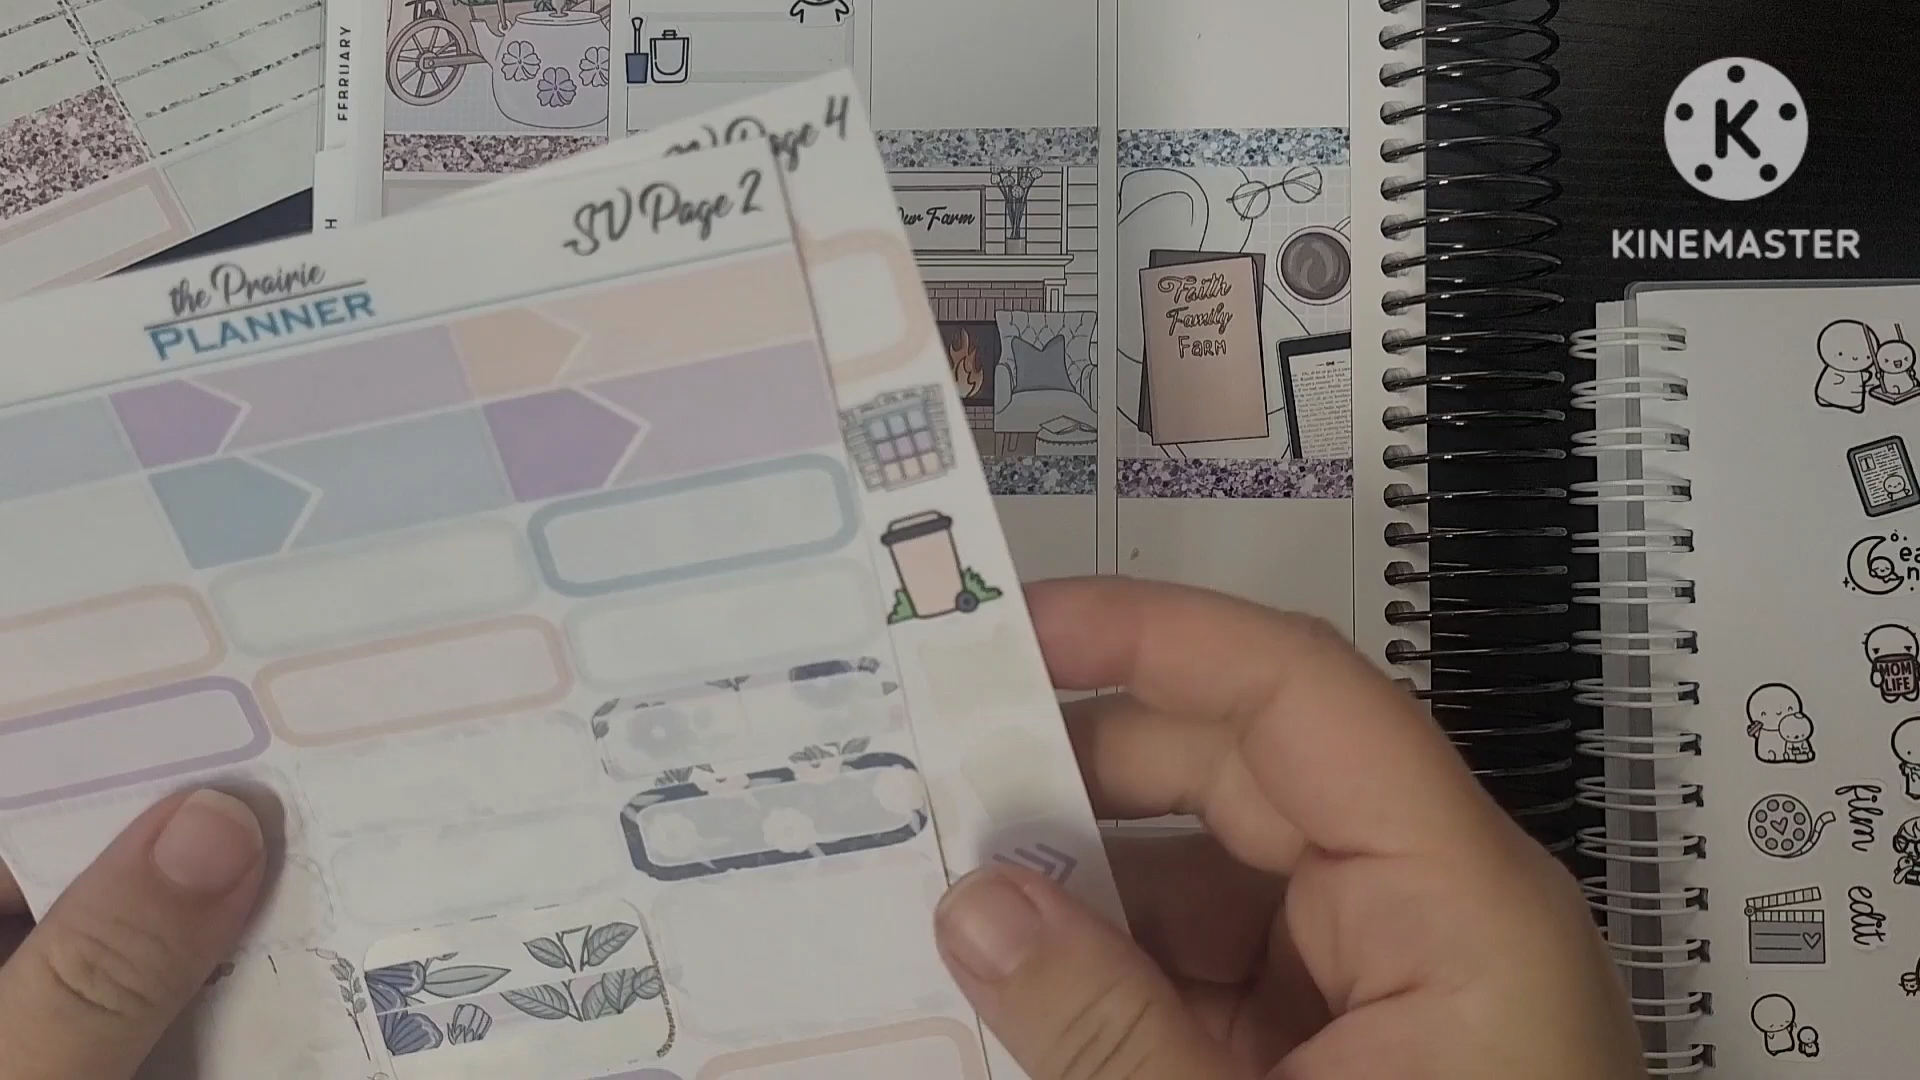 FEBRUARY
H
Page 4
SV Page 2
the Prairie
PLANNER
Our Farm
Faith
Family
Farm
K
KINEMASTER
MOM
LIFE
film
edit